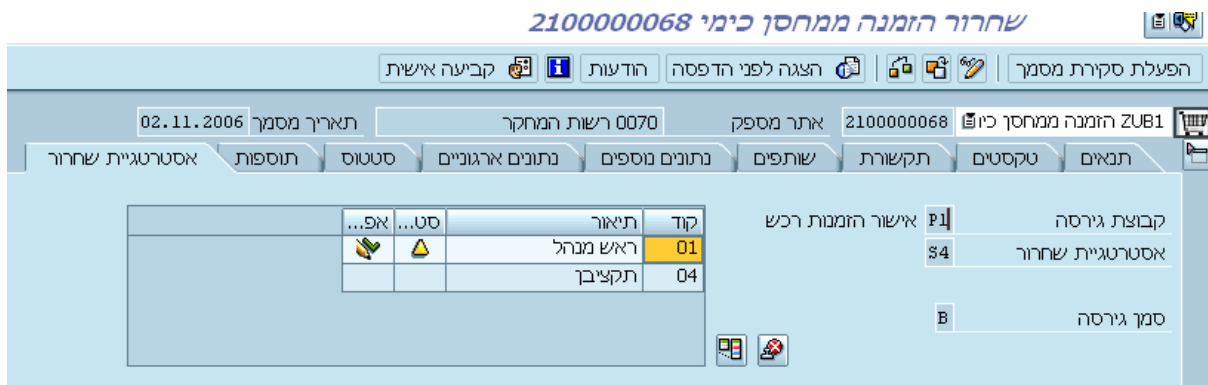 שחרור הזמנה ממחסן כימי 2100000068
הפעלת סקירת מסמך הצגה לפני הדפסה הודעות קביעה אישית
ZUB1 הזמנה ממחסן כיו 2100000068 אתר מספק 0070 רשות המחקר תאריך מסמך 02.11.2006
תנאים טקסטים תקשורת שותפים נתונים נוספים נתונים ארגוניים סטטוס תוספות אסטרטגיית שחרור
קבוצת גירסה P1 אישור הזמנות רכש
אסטרטגיית שחרור S4
סמן גירסה B
קוד תיאור סט... אפ...
01 ראש מנהל
04 תקציבן